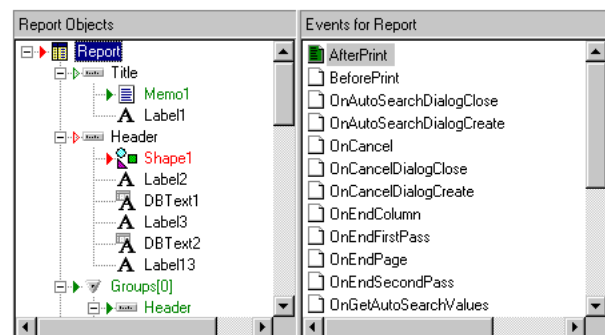 Report Objects
Report
Title
Memo1
Label1
Header
Shape1
Label2
DBText1
Label3
DBText2
Label13
Groups[0]
Header
Events for Report
AfterPrint
BeforePrint
OnAutoSearchDialogClose
OnAutoSearchDialogCreate
OnCancel
OnCancelDialogClose
OnCancelDialogCreate
OnEndColumn
OnEndFirstPass
OnEndPage
OnEndSecondPass
OnGetAutoSearchValues